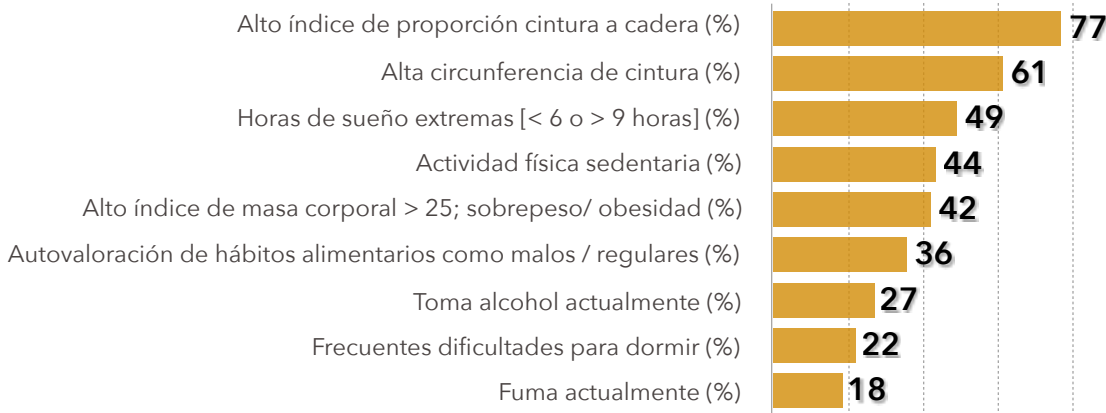 Alto índice de proporción cintura a cadera (%) 77
Alta circunferencia de cintura (%) 61
Horas de sueño extremas [< 6 o > 9 horas] (%) 49
Actividad física sedentaria (%) 44
Alto índice de masa corporal > 25; sobrepeso/ obesidad (%) 42
Autovaloración de hábitos alimentarios como malos / regulares (%) 36
Toma alcohol actualmente (%) 27
Frecuentes dificultades para dormir (%) 22
Fuma actualmente (%) 18